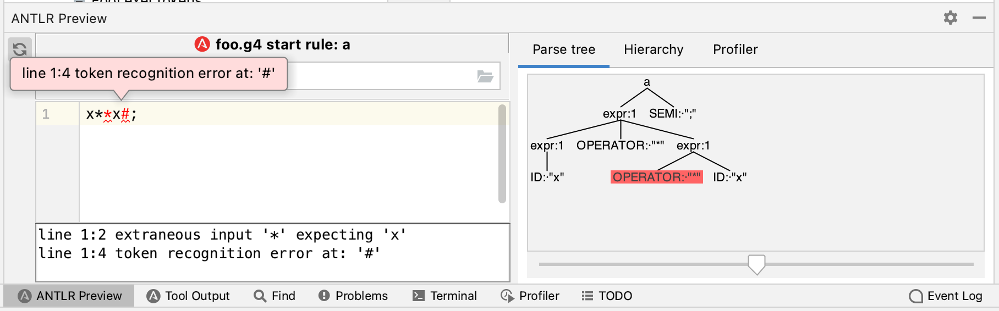 ANTLR Preview
foo.g4 start rule: a
line 1:4 token recognition error at: '#'
1 x**x#;
line 1:2 extraneous input '*' expecting 'x'
line 1:4 token recognition error at: '#'
Parse tree Hierarchy Profiler
a
expr:1 SEMI:·";"
expr:1 OPERATOR:·"*" expr:1
ID:·"x" OPERATOR:·"*" ID:·"x"
ANTLR Preview Tool Output Find Problems Terminal Profiler TODO Event Log